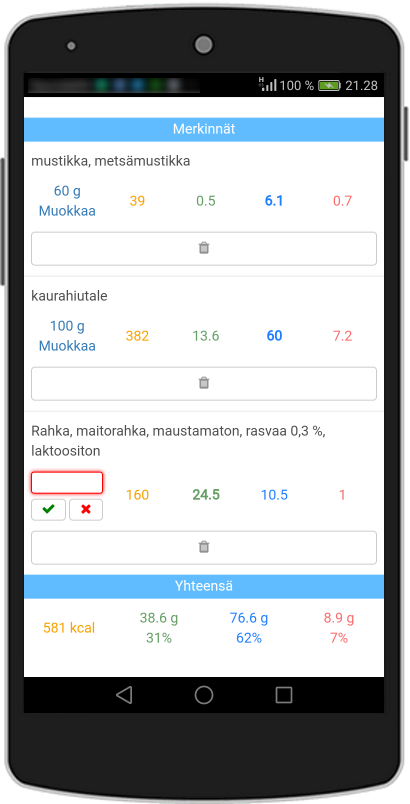 H 100 % 21.28
Merkinnät
mustikka, metsämustikka
60 g 39 0.5 6.1 0.7
Muokkaa
kaurahiutale
100 g 382 13.6 60 7.2
Muokkaa
Rahka, maitorahka, maustamaton, rasvaa 0,3 %,
laktoositon
160 24.5 10.5 1
Yhteensä
581 kcal 38.6 g 76.6 g 8.9 g
31% 62% 7%